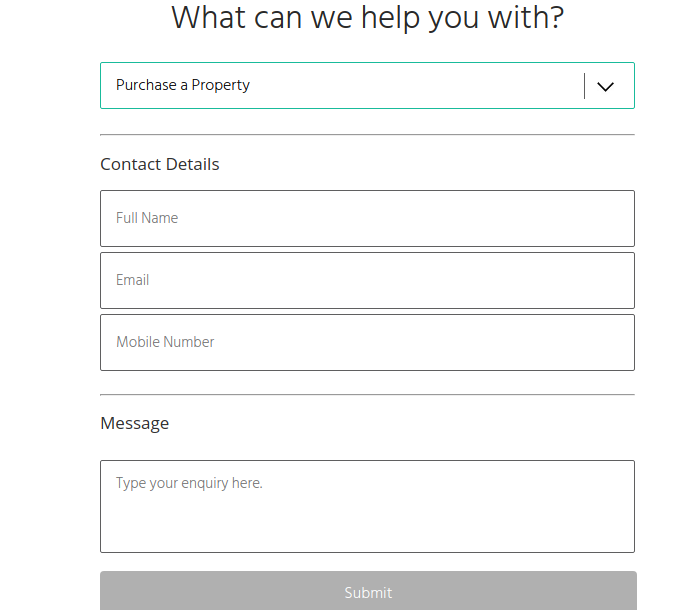 What can we help you with?
Purchase a Property
Contact Details
Full Name
Email
Mobile Number
Message
Type your enquiry here.
Submit